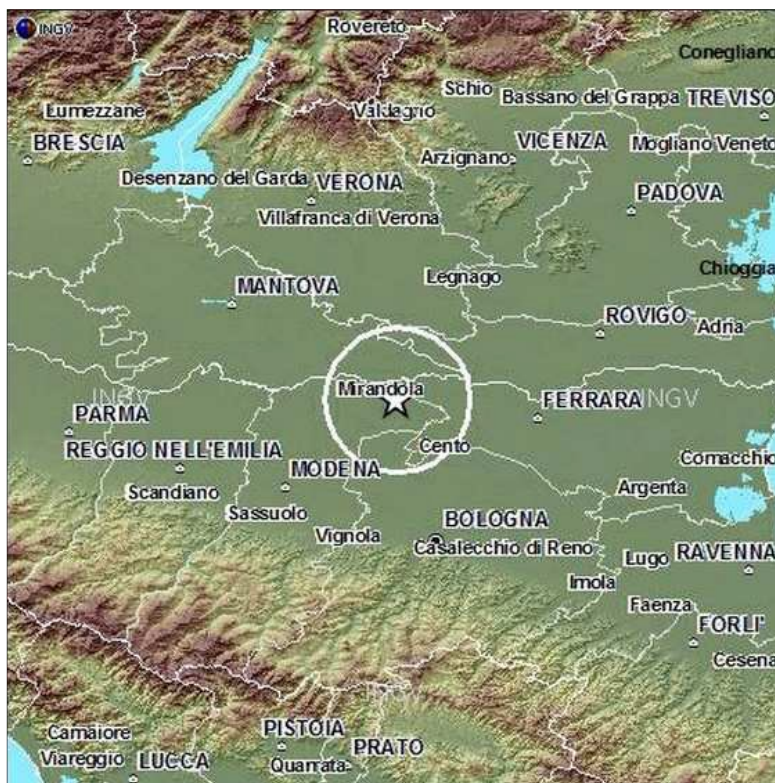 INGV
Rovereto
Conegliano
Schio
Bassano del Grappa
TREVISO
Lumezzane
Valdagno
BRESCIA
Arzignano
VICENZA
Mogliano Veneto
Desenzano del Garda
VERONA
PADOVA
Villafranca di Verona
Legnago
Chioggia
MANTOVA
ROVIGO
Adria
Mirandola
INGV
FERRARA
INGV
PARMA
REGGIO NELL'EMILIA
Cento
Comacchio
MODENA
Scandiano
Argenta
Sassuolo
BOLOGNA
Vignola
Casalecchio di Reno
Lugo
RAVENNA
Imola
Faenza
FORLI'
Cesena
INGV
Camaiore
PISTOIA
Viareggio
LUCCA
Quarrata
PRATO